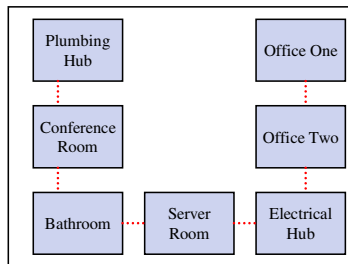 Plumbing
Hub
Office One
Conference
Room
Office Two
Bathroom
Server
Room
Electrical
Hub